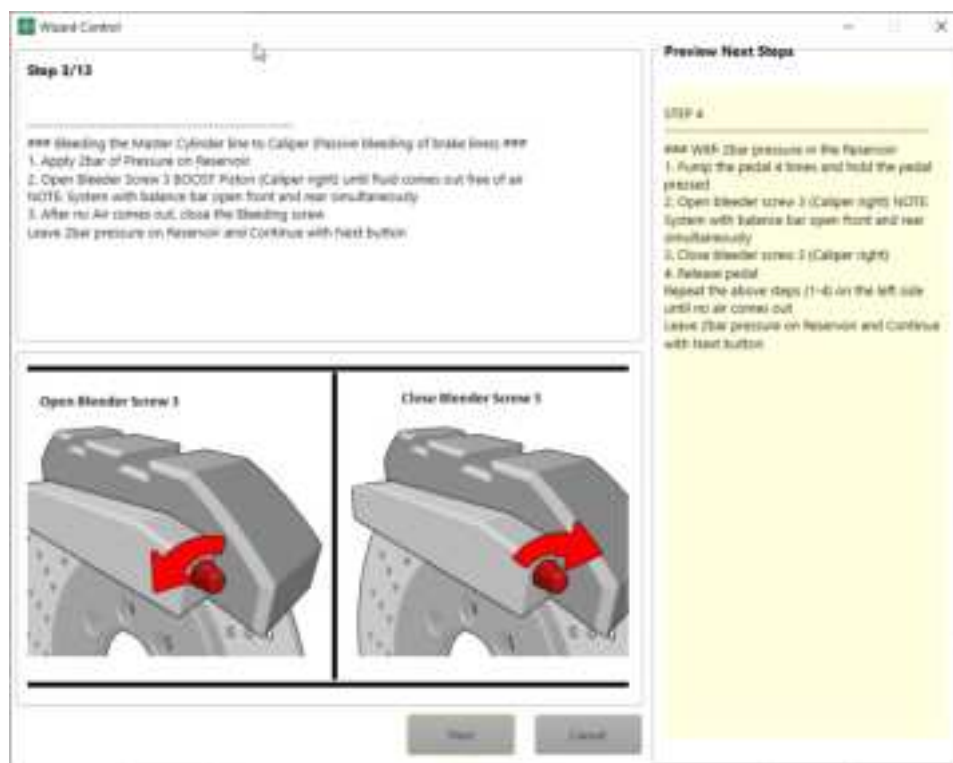 Wizard Control
Step 3/13
### Bleeding the Master Cylinder line to Caliper (Passive bleeding of brake lines) ###
1. Apply 2bar of Pressure on Reservoir
2. Open Bleeder Screw 3 BOOST Piston (Caliper right) until fluid comes out free of air
NOTE: System with balance bar open front and rear simultaneously
3. After no Air comes out, close the Bleeding screw
Leave 2bar pressure on Reservoir and Continue with Next button
Open Bleeder Screw 3
Close Bleeder Screw 3
Next
Cancel
Preview Next Steps
STEP 4
### With 2bar pressure in the Reservoir
1. Pump the pedal 4 times and hold the pedal
pressed
2. Open bleeder screw 3 (Caliper right) NOTE:
System with balance bar open front and rear
simultaneously
3. Close bleeder screw 3 (Caliper right)
4. Release pedal
Repeat the above steps (1-4) on the left side
until no air comes out
Leave 2bar pressure on Reservoir and Continue
with Next button